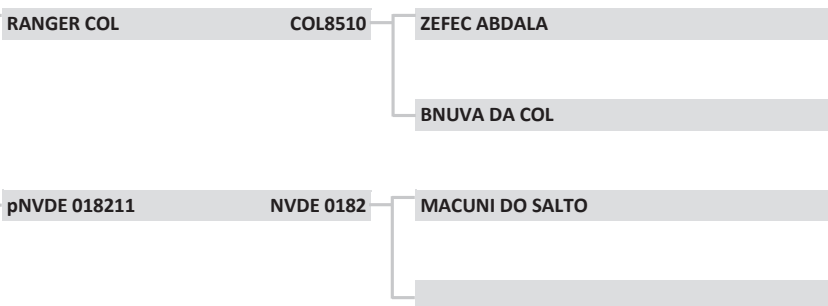 RANGER COL COL8510 ZEFEC ABDALA
BNUVA DA COL
pNVDE 018211 NVDE 0182 MACUNI DO SALTO